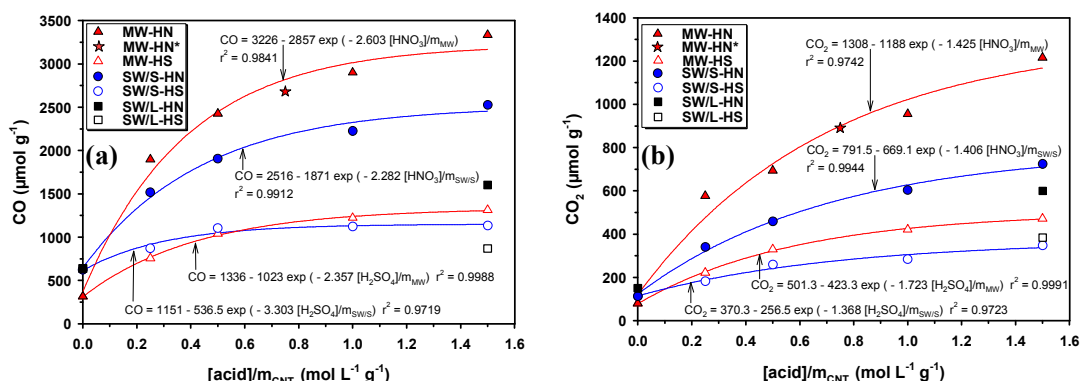 3500
3000
2500
2000
1500
1000
500
0
CO (µmol g⁻¹)
MW-HN
MW-HN*
MW-HS
SW/S-HN
SW/S-HS
SW/L-HN
SW/L-HS
(a)
CO = 3226 - 2857 exp ( - 2.603 [HNO₃]/m_MW)
r² = 0.9841
CO = 2516 - 1871 exp ( - 2.282 [HNO₃]/m_SW/S)
r² = 0.9912
CO = 1336 - 1023 exp ( - 2.357 [H₂SO₄]/m_MW) r² = 0.9988
CO = 1151 - 536.5 exp ( - 3.303 [H₂SO₄]/m_SW/S) r² = 0.9719
0.0 0.2 0.4 0.6 0.8 1.0 1.2 1.4 1.6
[acid]/m_CNT (mol L⁻¹ g⁻¹)
1400
1200
1000
800
600
400
200
0
CO₂ (µmol g⁻¹)
MW-HN
MW-HN*
MW-HS
SW/S-HN
SW/S-HS
SW/L-HN
SW/L-HS
(b)
CO₂ = 1308 - 1188 exp ( - 1.425 [HNO₃]/m_MW)
r² = 0.9742
CO₂ = 791.5 - 669.1 exp ( - 1.406 [HNO₃]/m_SW/S)
r² = 0.9944
CO₂ = 501.3 - 423.3 exp ( - 1.723 [H₂SO₄]/m_MW) r² = 0.9991
CO₂ = 370.3 - 256.5 exp ( - 1.368 [H₂SO₄]/m_SW/S) r² = 0.9723
0.0 0.2 0.4 0.6 0.8 1.0 1.2 1.4 1.6
[acid]/m_CNT (mol L⁻¹ g⁻¹)